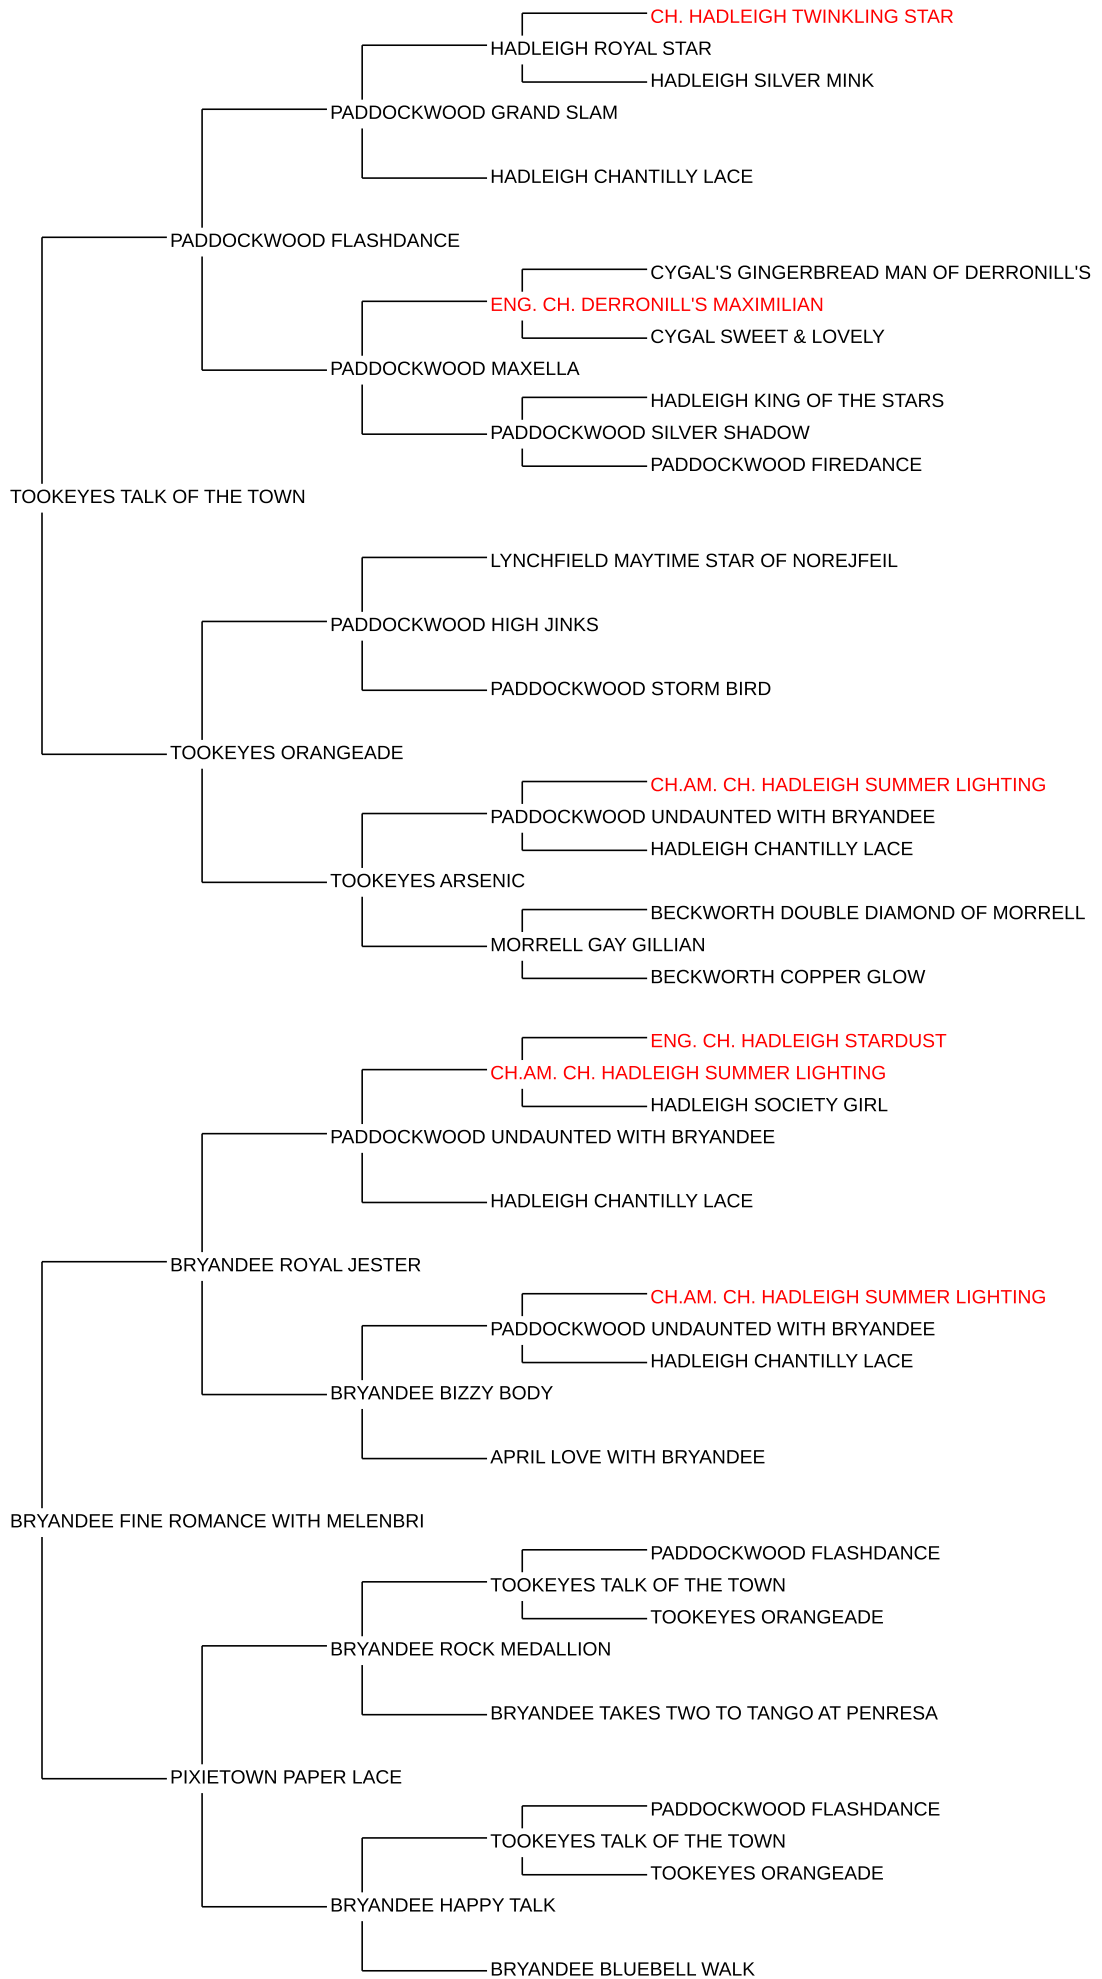 CH. HADLEIGH TWINKLING STAR
HADLEIGH ROYAL STAR
HADLEIGH SILVER MINK
PADDOCKWOOD GRAND SLAM
HADLEIGH CHANTILLY LACE
PADDOCKWOOD FLASHDANCE
CYGAL'S GINGERBREAD MAN OF DERRONILL'S
ENG. CH. DERRONILL'S MAXIMILIAN
CYGAL SWEET & LOVELY
PADDOCKWOOD MAXELLA
HADLEIGH KING OF THE STARS
PADDOCKWOOD SILVER SHADOW
PADDOCKWOOD FIREDANCE
TOOKEYES TALK OF THE TOWN
LYNCHFIELD MAYTIME STAR OF NOREJFEIL
PADDOCKWOOD HIGH JINKS
PADDOCKWOOD STORM BIRD
TOOKEYES ORANGEADE
CH.AM. CH. HADLEIGH SUMMER LIGHTING
PADDOCKWOOD UNDAUNTED WITH BRYANDEE
HADLEIGH CHANTILLY LACE
TOOKEYES ARSENIC
BECKWORTH DOUBLE DIAMOND OF MORRELL
MORRELL GAY GILLIAN
BECKWORTH COPPER GLOW
ENG. CH. HADLEIGH STARDUST
CH.AM. CH. HADLEIGH SUMMER LIGHTING
HADLEIGH SOCIETY GIRL
PADDOCKWOOD UNDAUNTED WITH BRYANDEE
HADLEIGH CHANTILLY LACE
BRYANDEE ROYAL JESTER
CH.AM. CH. HADLEIGH SUMMER LIGHTING
PADDOCKWOOD UNDAUNTED WITH BRYANDEE
HADLEIGH CHANTILLY LACE
BRYANDEE BIZZY BODY
APRIL LOVE WITH BRYANDEE
BRYANDEE FINE ROMANCE WITH MELENBRI
PADDOCKWOOD FLASHDANCE
TOOKEYES TALK OF THE TOWN
TOOKEYES ORANGEADE
BRYANDEE ROCK MEDALLION
BRYANDEE TAKES TWO TO TANGO AT PENRESA
PIXIETOWN PAPER LACE
PADDOCKWOOD FLASHDANCE
TOOKEYES TALK OF THE TOWN
TOOKEYES ORANGEADE
BRYANDEE HAPPY TALK
BRYANDEE BLUEBELL WALK